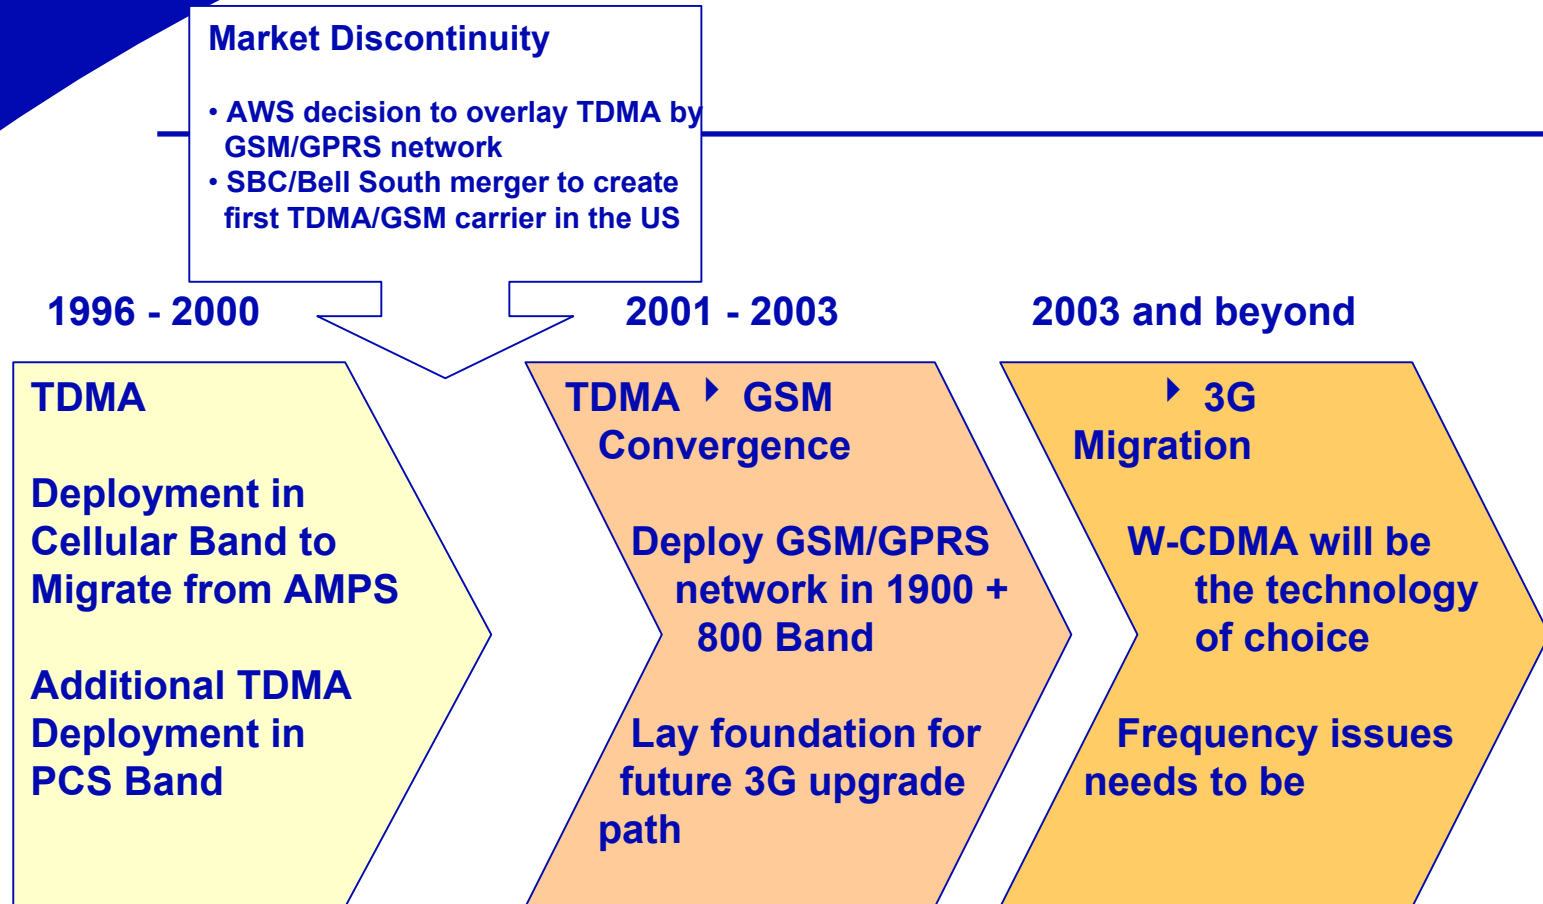 Market Discontinuity
• AWS decision to overlay TDMA by
GSM/GPRS network
• SBC/Bell South merger to create
first TDMA/GSM carrier in the US
1996 - 2000
2001 - 2003
2003 and beyond
TDMA
Deployment in
Cellular Band to
Migrate from AMPS
Additional TDMA
Deployment in
PCS Band
TDMA ▸ GSM
Convergence
Deploy GSM/GPRS
network in 1900 +
800 Band
Lay foundation for
future 3G upgrade
path
▸ 3G
Migration
W-CDMA will be
the technology
of choice
Frequency issues
needs to be